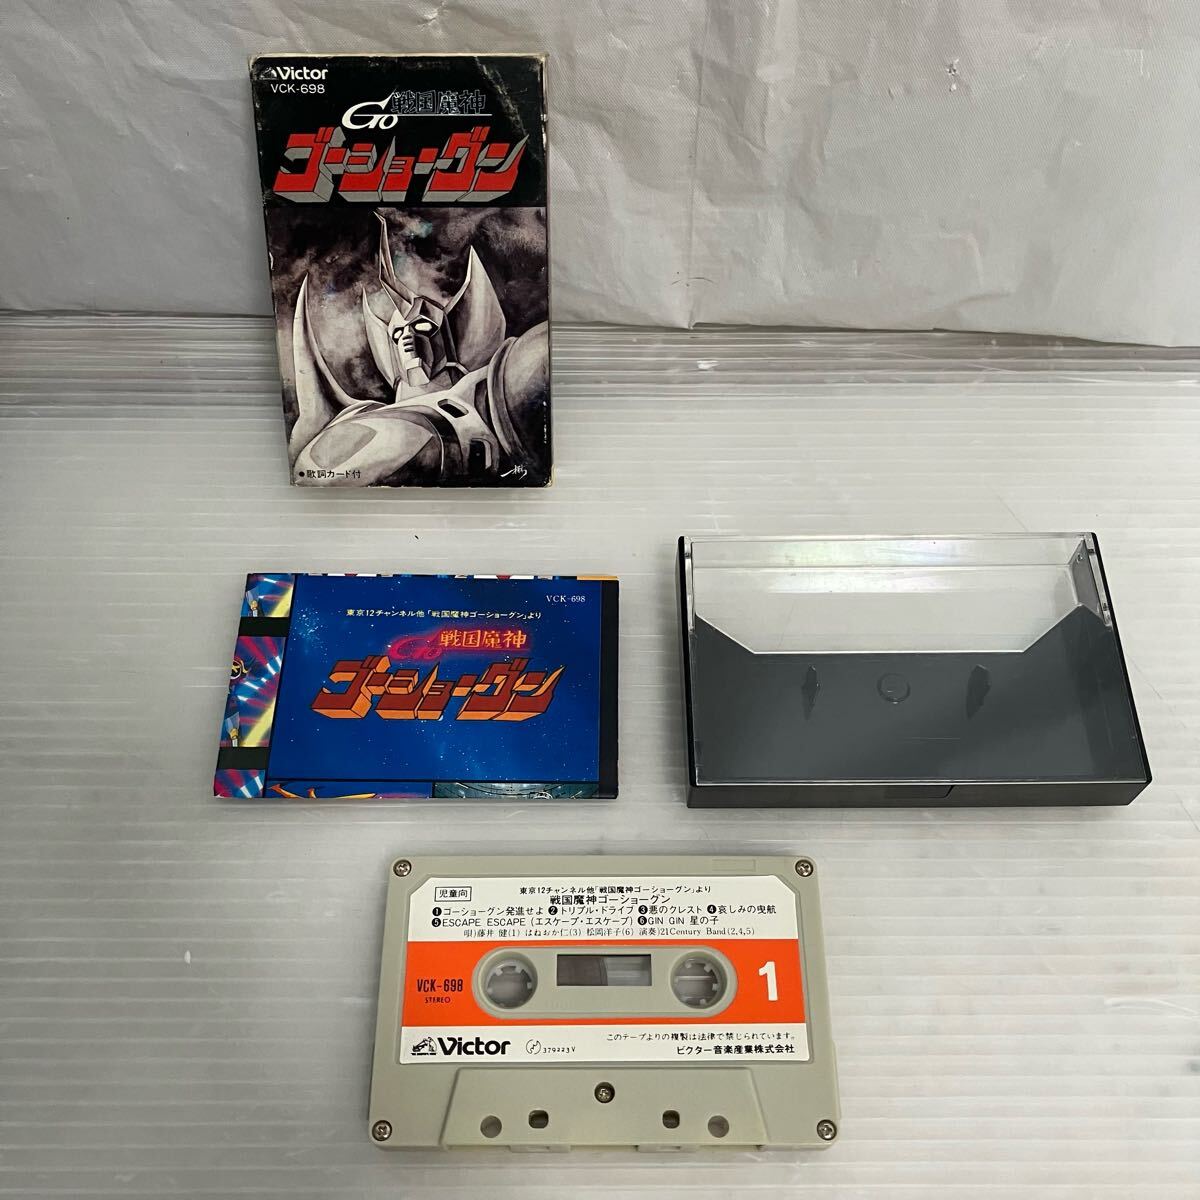 Victor
VCK-698
戦国魔神
Go
ゴーショーグン
●歌詞カード付
VCK-698
東京12チャンネル他「戦国魔神ゴーショーグン」より
戦国魔神
Go
ゴーショーグン
児童向
東京12チャンネル他「戦国魔神ゴーショーグン」より
戦国魔神ゴーショーグン
❶ゴーショーグン発進せよ ❷トリプル・ドライブ ❸悪のクレスト ❹哀しみの曳航
❺ESCAPE ESCAPE (エスケープ・エスケープ) ❻GIN GIN 星の子
唄)藤井 健(1) はねおか仁(3) 松岡洋子(6) 演奏)21Century Band(2,4,5)
VCK-698
STEREO
1
Victor
379223V
このテープよりの複製は法律で禁じられています。
ビクター音楽産業株式会社